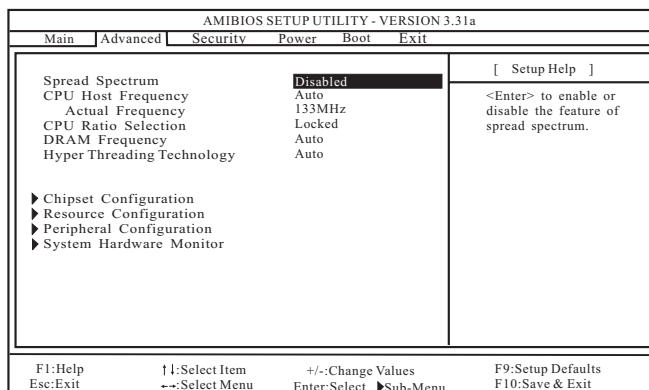 AMIBIOS SETUP UTILITY - VERSION 3.31a
Main Advanced Security Power Boot Exit
[ Setup Help ]
Spread Spectrum Disabled
CPU Host Frequency Auto
Actual Frequency 133MHz
CPU Ratio Selection Locked
DRAM Frequency Auto
Hyper Threading Technology Auto
<Enter> to enable or
disable the feature of
spread spectrum.
Chipset Configuration
Resource Configuration
Peripheral Configuration
System Hardware Monitor
F1:Help ↑↓:Select Item +/-:Change Values F9:Setup Defaults
Esc:Exit ←→:Select Menu Enter:Select ▶Sub-Menu F10:Save & Exit